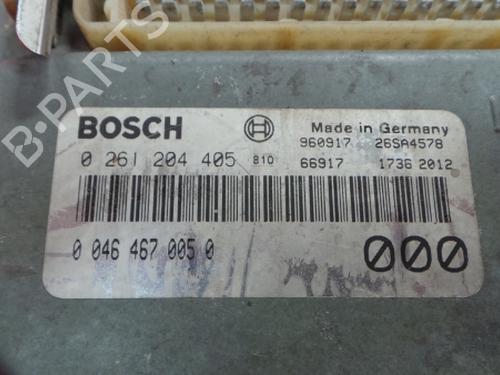 BOSCH Made in Germany
960917 26SA4578
0 261 204 405 B10 66917 1736 2012
0 046 467 005 0 000
B-PARTS